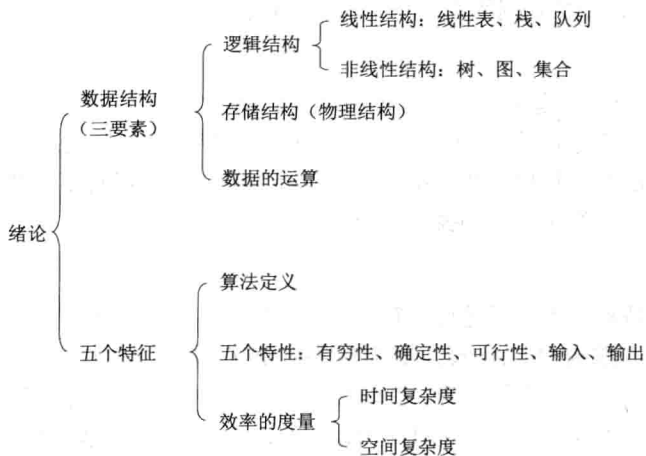 线性结构：线性表、栈、队列
逻辑结构
非线性结构：树、图、集合
数据结构
（三要素）
存储结构（物理结构）
数据的运算
绪论
算法定义
五个特征
五个特性：有穷性、确定性、可行性、输入、输出
时间复杂度
效率的度量
空间复杂度